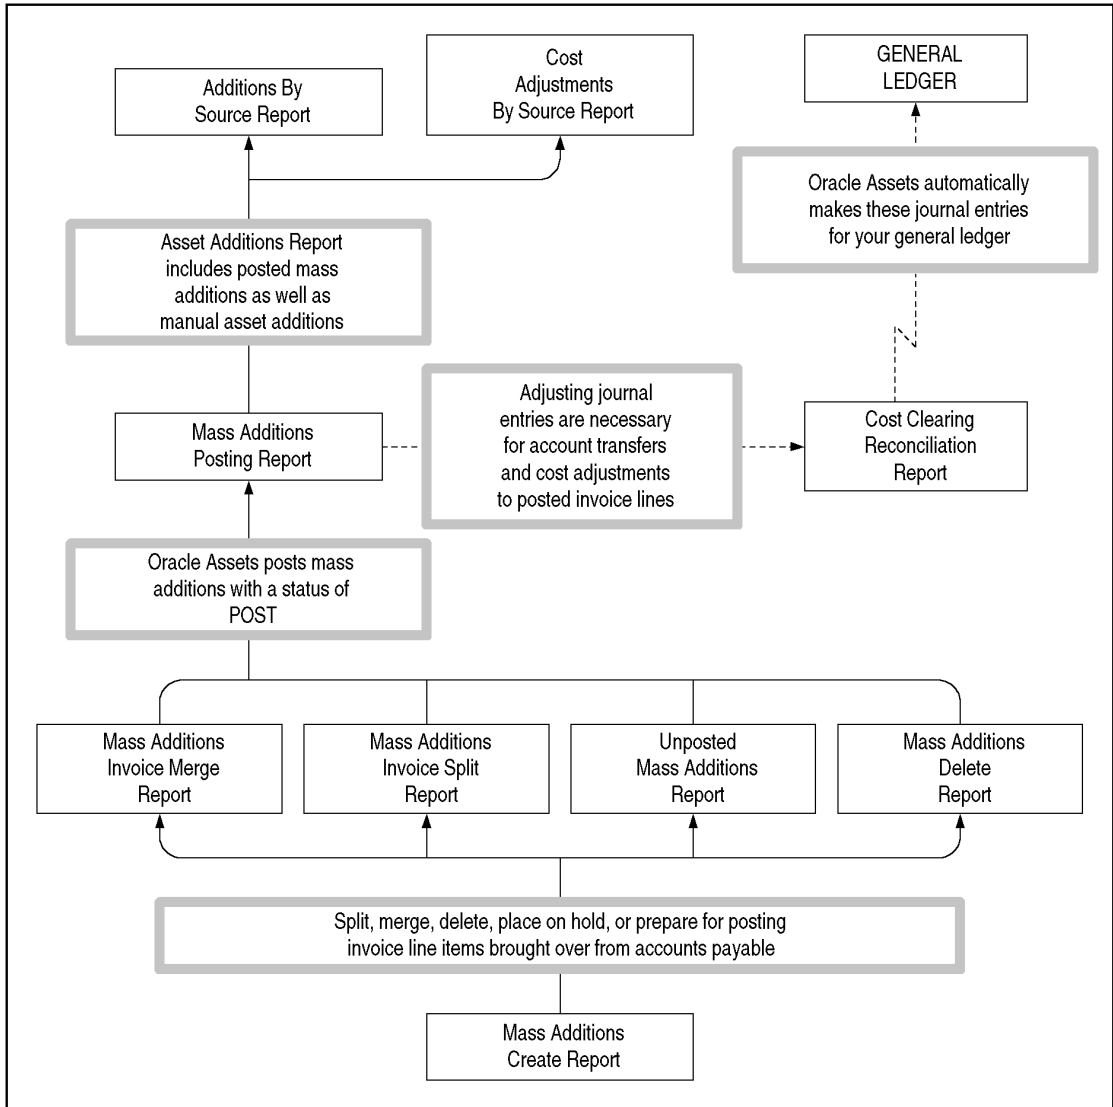 Additions By
Source Report
Cost
Adjustments
By Source Report
GENERAL
LEDGER
Oracle Assets automatically
makes these journal entries
for your general ledger
Asset Additions Report
includes posted mass
additions as well as
manual asset additions
Mass Additions
Posting Report
Adjusting journal
entries are necessary
for account transfers
and cost adjustments
to posted invoice lines
Cost Clearing
Reconciliation
Report
Oracle Assets posts mass
additions with a status of
POST
Mass Additions
Invoice Merge
Report
Mass Additions
Invoice Split
Report
Unposted
Mass Additions
Report
Mass Additions
Delete
Report
Split, merge, delete, place on hold, or prepare for posting
invoice line items brought over from accounts payable
Mass Additions
Create Report